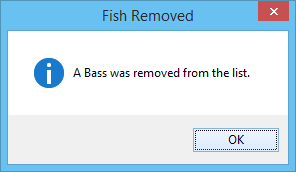 Fish Removed
A Bass was removed from the list.
OK